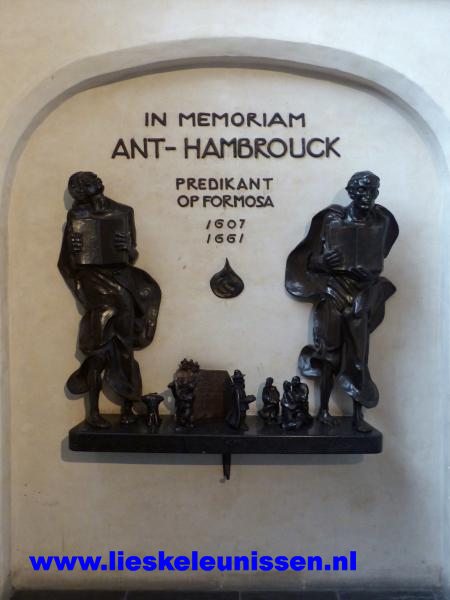 IN MEMORIAM
ANT-HAMBROUCK
PREDIKANT
OP FORMOSA
1607
1661
www.lieskeleunissen.nl